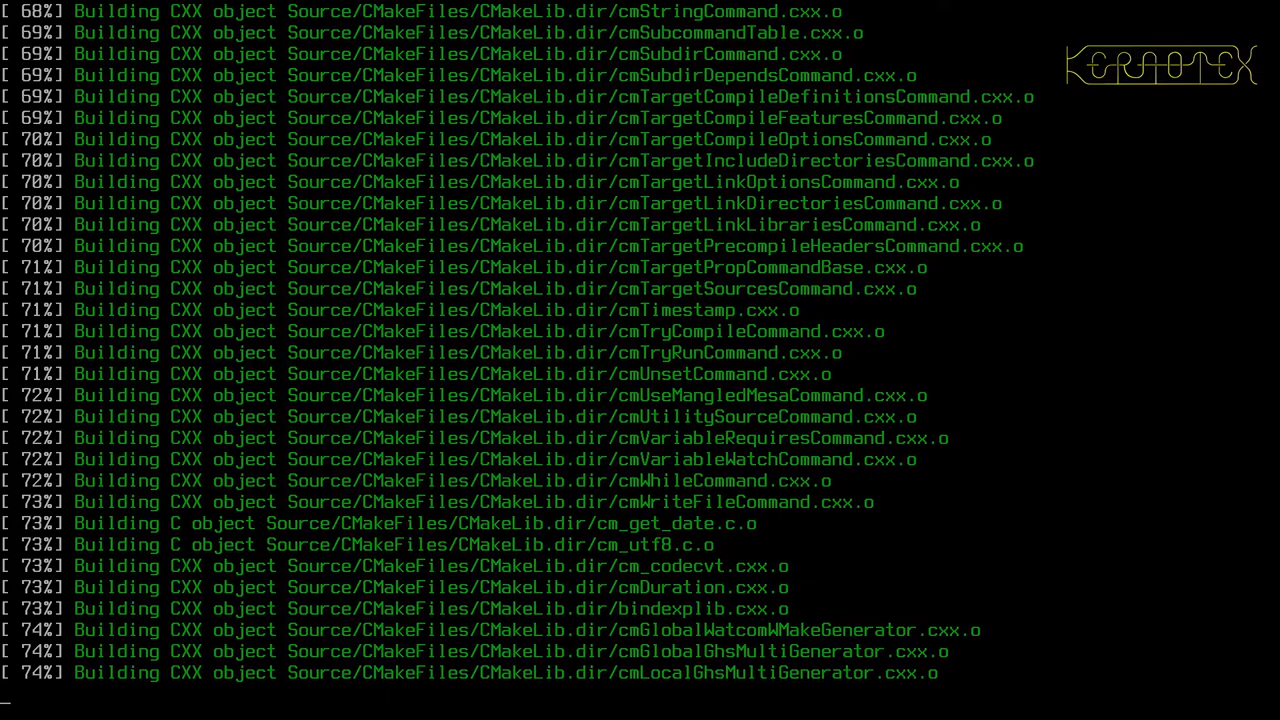 [ 68%] Building CXX object Source/CMakeFiles/CMakeLib.dir/cmStringCommand.cxx.o
[ 69%] Building CXX object Source/CMakeFiles/CMakeLib.dir/cmSubcommandTable.cxx.o
[ 69%] Building CXX object Source/CMakeFiles/CMakeLib.dir/cmSubdirCommand.cxx.o
[ 69%] Building CXX object Source/CMakeFiles/CMakeLib.dir/cmSubdirDependsCommand.cxx.o
[ 69%] Building CXX object Source/CMakeFiles/CMakeLib.dir/cmTargetCompileDefinitionsCommand.cxx.o
[ 69%] Building CXX object Source/CMakeFiles/CMakeLib.dir/cmTargetCompileFeaturesCommand.cxx.o
[ 70%] Building CXX object Source/CMakeFiles/CMakeLib.dir/cmTargetCompileOptionsCommand.cxx.o
[ 70%] Building CXX object Source/CMakeFiles/CMakeLib.dir/cmTargetIncludeDirectoriesCommand.cxx.o
[ 70%] Building CXX object Source/CMakeFiles/CMakeLib.dir/cmTargetLinkOptionsCommand.cxx.o
[ 70%] Building CXX object Source/CMakeFiles/CMakeLib.dir/cmTargetLinkDirectoriesCommand.cxx.o
[ 70%] Building CXX object Source/CMakeFiles/CMakeLib.dir/cmTargetLinkLibrariesCommand.cxx.o
[ 70%] Building CXX object Source/CMakeFiles/CMakeLib.dir/cmTargetPrecompileHeadersCommand.cxx.o
[ 71%] Building CXX object Source/CMakeFiles/CMakeLib.dir/cmTargetPropCommandBase.cxx.o
[ 71%] Building CXX object Source/CMakeFiles/CMakeLib.dir/cmTargetSourcesCommand.cxx.o
[ 71%] Building CXX object Source/CMakeFiles/CMakeLib.dir/cmTimestamp.cxx.o
[ 71%] Building CXX object Source/CMakeFiles/CMakeLib.dir/cmTryCompileCommand.cxx.o
[ 71%] Building CXX object Source/CMakeFiles/CMakeLib.dir/cmTryRunCommand.cxx.o
[ 71%] Building CXX object Source/CMakeFiles/CMakeLib.dir/cmUnsetCommand.cxx.o
[ 72%] Building CXX object Source/CMakeFiles/CMakeLib.dir/cmUseMangledMesaCommand.cxx.o
[ 72%] Building CXX object Source/CMakeFiles/CMakeLib.dir/cmUtilitySourceCommand.cxx.o
[ 72%] Building CXX object Source/CMakeFiles/CMakeLib.dir/cmVariableRequiresCommand.cxx.o
[ 72%] Building CXX object Source/CMakeFiles/CMakeLib.dir/cmVariableWatchCommand.cxx.o
[ 72%] Building CXX object Source/CMakeFiles/CMakeLib.dir/cmWhileCommand.cxx.o
[ 73%] Building CXX object Source/CMakeFiles/CMakeLib.dir/cmWriteFileCommand.cxx.o
[ 73%] Building C object Source/CMakeFiles/CMakeLib.dir/cm_get_date.c.o
[ 73%] Building C object Source/CMakeFiles/CMakeLib.dir/cm_utf8.c.o
[ 73%] Building CXX object Source/CMakeFiles/CMakeLib.dir/cm_codecvt.cxx.o
[ 73%] Building CXX object Source/CMakeFiles/CMakeLib.dir/cmDuration.cxx.o
[ 73%] Building CXX object Source/CMakeFiles/CMakeLib.dir/bindexplib.cxx.o
[ 74%] Building CXX object Source/CMakeFiles/CMakeLib.dir/cmGlobalWatcomWMakeGenerator.cxx.o
[ 74%] Building CXX object Source/CMakeFiles/CMakeLib.dir/cmGlobalGhsMultiGenerator.cxx.o
[ 74%] Building CXX object Source/CMakeFiles/CMakeLib.dir/cmLocalGhsMultiGenerator.cxx.o